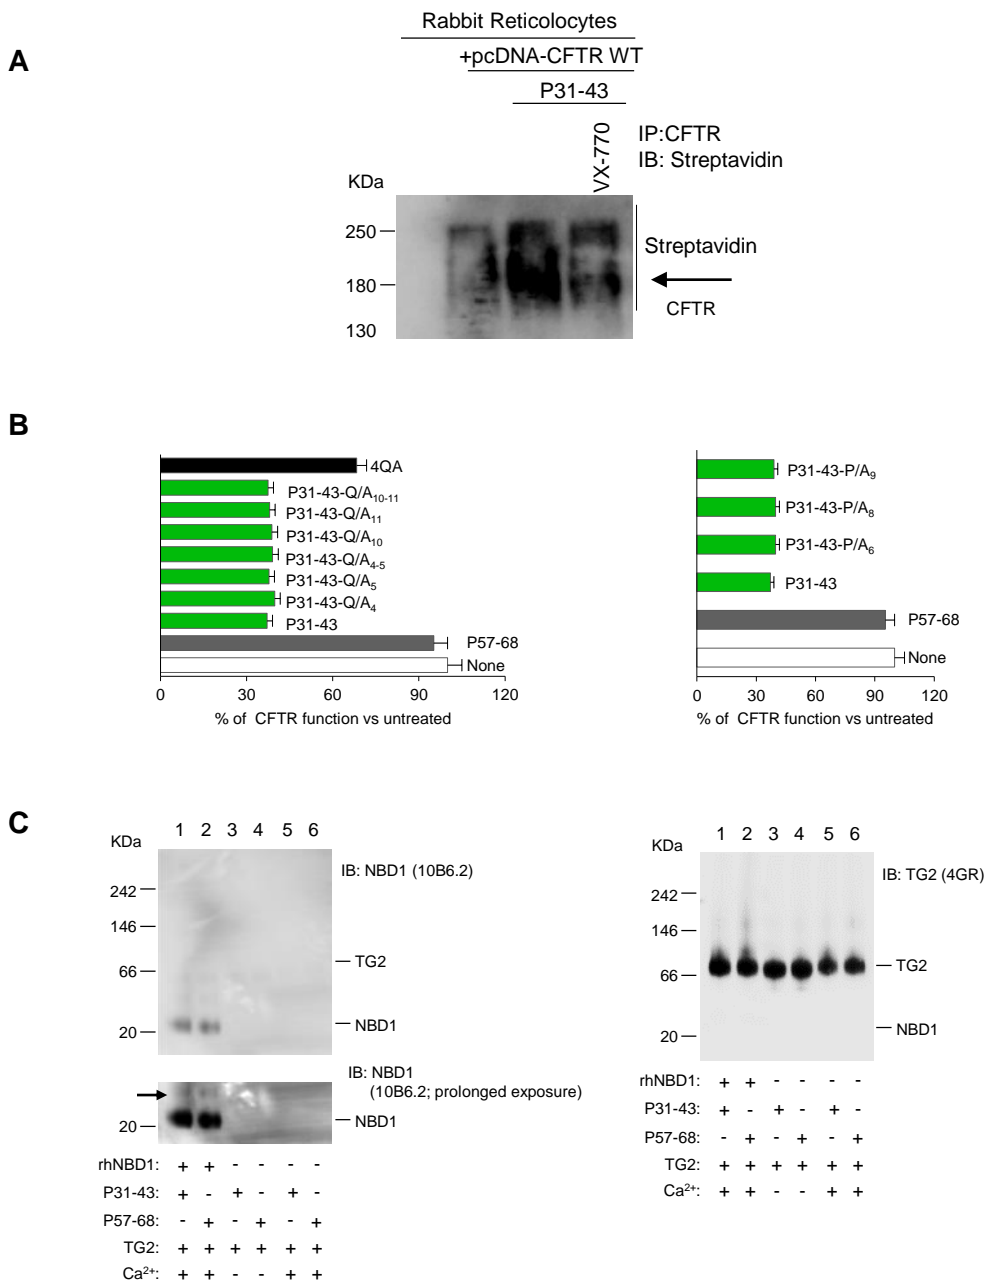 A
Rabbit Reticolocytes
+pcDNA-CFTR WT
P31-43
VX-770
IP:CFTR
IB: Streptavidin
KDa
250
180
130
Streptavidin
CFTR
B
4QA
P31-43-Q/A10-11
P31-43-Q/A11
P31-43-Q/A10
P31-43-Q/A4-5
P31-43-Q/A5
P31-43-Q/A4
P31-43
P57-68
None
0 30 60 90 120
% of CFTR function vs untreated
P31-43-P/A9
P31-43-P/A8
P31-43-P/A6
P31-43
P57-68
None
0 30 60 90 120
% of CFTR function vs untreated
C
1 2 3 4 5 6
KDa
IB: NBD1 (10B6.2)
242
146
66
20
TG2
NBD1
IB: NBD1
(10B6.2; prolonged exposure)
20
NBD1
rhNBD1: + + - - - -
P31-43: + - + - + -
P57-68: - + - + - +
TG2: + + + + + +
Ca2+: + + - - + +
1 2 3 4 5 6
KDa
IB: TG2 (4GR)
242
146
66
20
TG2
NBD1
rhNBD1: + + - - - -
P31-43: + - + - + -
P57-68: - + - + - +
TG2: + + + + + +
Ca2+: + + - - + +